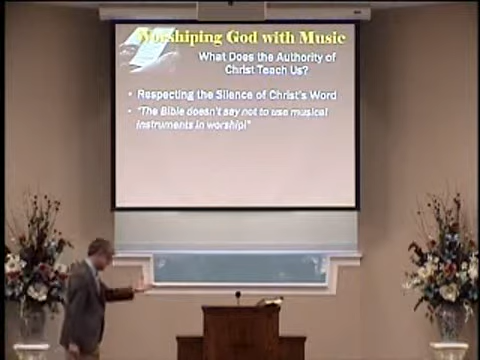 Worshiping God with Music
What Does the Authority of
Christ Teach Us?
• Respecting the Silence of Christ's Word
• "The Bible doesn't say not to use musical
instruments in worship!"